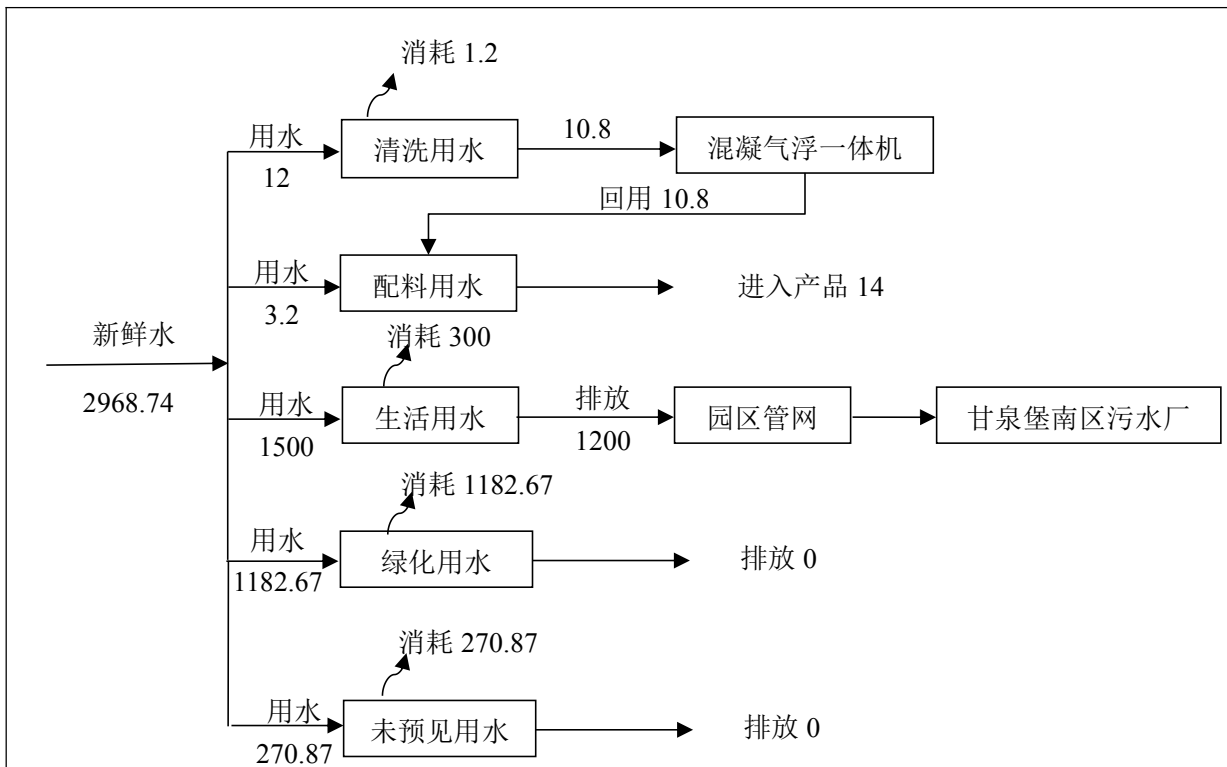 消耗 1.2
用水
12
清洗用水
10.8
混凝气浮一体机
回用 10.8
用水
3.2
配料用水
进入产品 14
新鲜水
2968.74
消耗 300
用水
1500
生活用水
排放
1200
园区管网
甘泉堡南区污水厂
消耗 1182.67
用水
1182.67
绿化用水
排放 0
消耗 270.87
用水
270.87
未预见用水
排放 0